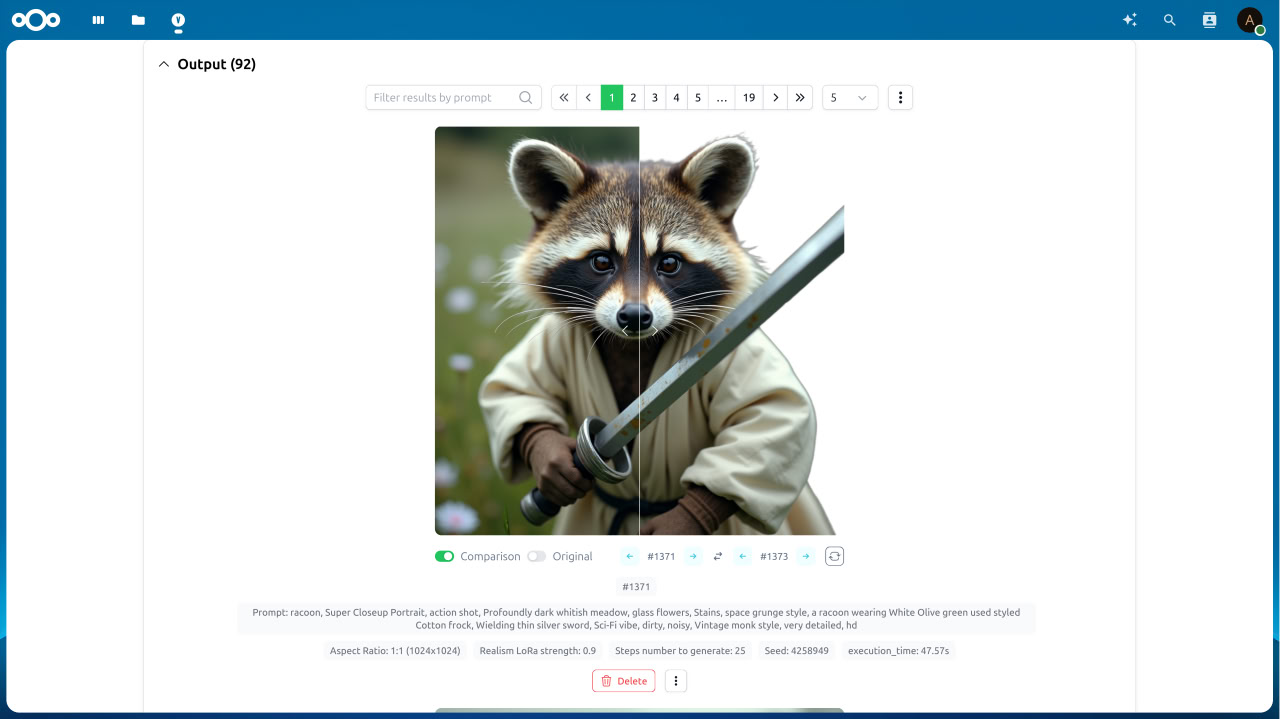 A
Output (92)
Filter results by prompt
1 2 3 4 5 ... 19
5
Comparison Original #1371 #1373
#1371
Prompt: racoon, Super Closeup Portrait, action shot, Profoundly dark whitish meadow, glass flowers, Stains, space grunge style, a racoon wearing White Olive green used styled
Cotton frock, Wielding thin silver sword, Sci-Fi vibe, dirty, noisy, Vintage monk style, very detailed, hd
Aspect Ratio: 1:1 (1024x1024) Realism LoRa strength: 0.9 Steps number to generate: 25 Seed: 4258949 execution_time: 47.57s
Delete